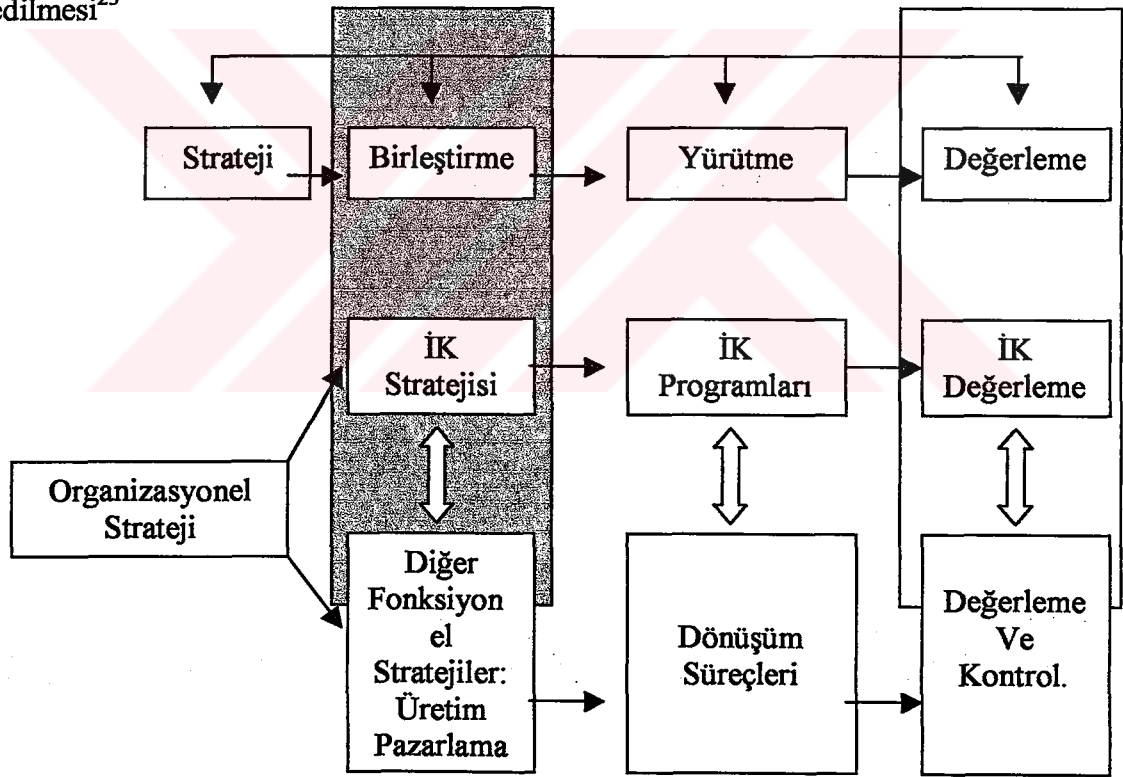 edilmesi²³
Strateji
Birleştirme
Yürütme
Değerleme
İK
Stratejisi
İK
Programları
İK
Değerleme
Organizasyonel
Strateji
Diğer
Fonksiyon
el
Stratejiler:
Üretim
Pazarlama
Dönüşüm
Süreçleri
Değerleme
Ve
Kontrol.